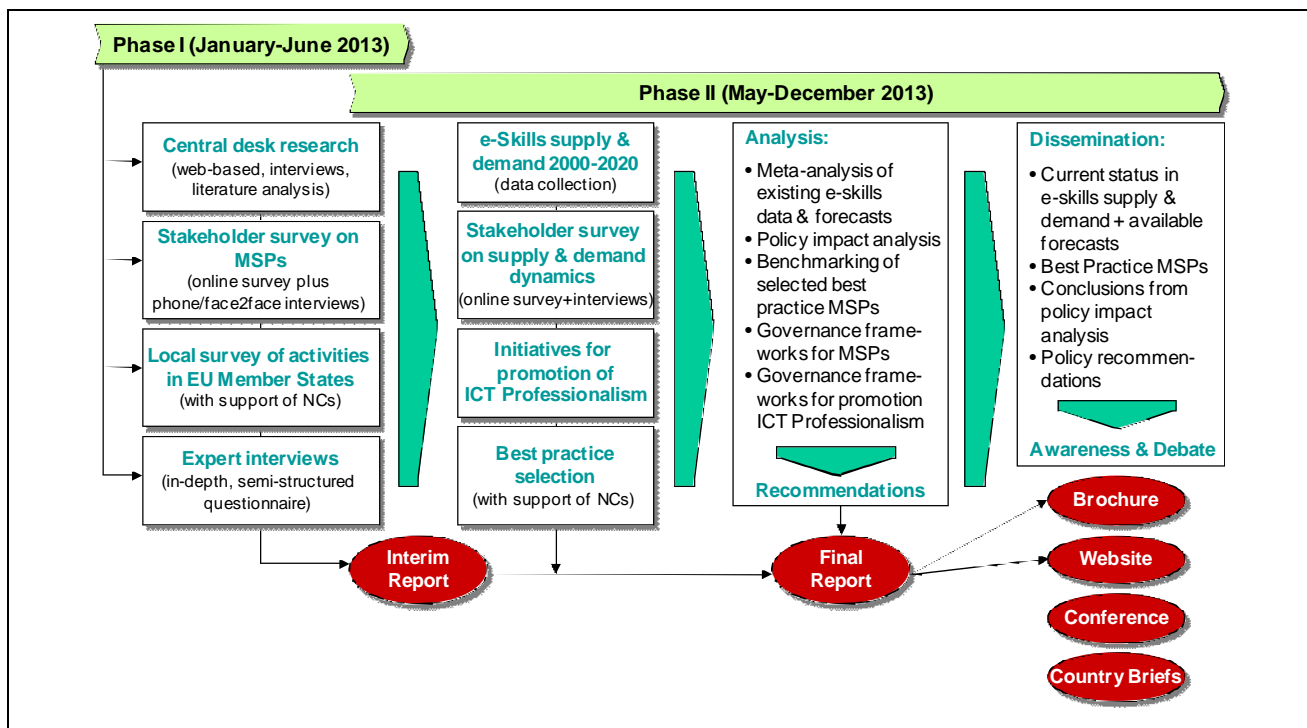 Phase I (January-June 2013)
Phase II (May-December 2013)
Central desk research
(web-based, interviews,
literature analysis)
Stakeholder survey on
MSPs
(online survey plus
phone/face2face interviews)
Local survey of activities
in EU Member States
(with support of NCs)
Expert interviews
(in-depth, semi-structured
questionnaire)
e-Skills supply &
demand 2000-2020
(data collection)
Stakeholder survey
on supply & demand
dynamics
(online survey+interviews)
Initiatives for
promotion of
ICT Professionalism
Best practice
selection
(with support of NCs)
Analysis:
• Meta-analysis of
existing e-skills
data & forecasts
• Policy impact analysis
• Benchmarking of
selected best
practice MSPs
• Governance frame-
works for MSPs
• Governance frame-
works for promotion
ICT Professionalism
Recommendations
Dissemination:
• Current status in
e-skills supply &
demand + available
forecasts
• Best Practice MSPs
• Conclusions from
policy impact
analysis
• Policy recommen-
dations
Awareness & Debate
Interim
Report
Final
Report
Brochure
Website
Conference
Country Briefs